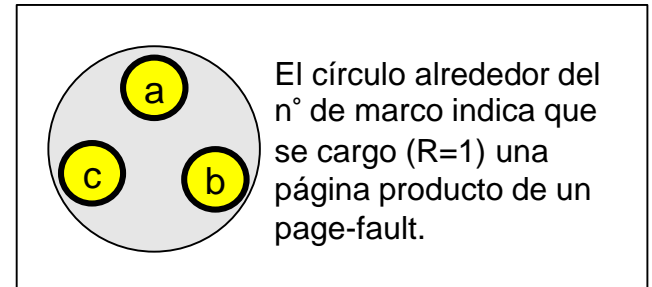 a
c
b
El círculo alrededor del
n° de marco indica que
se cargo (R=1) una
página producto de un
page-fault.